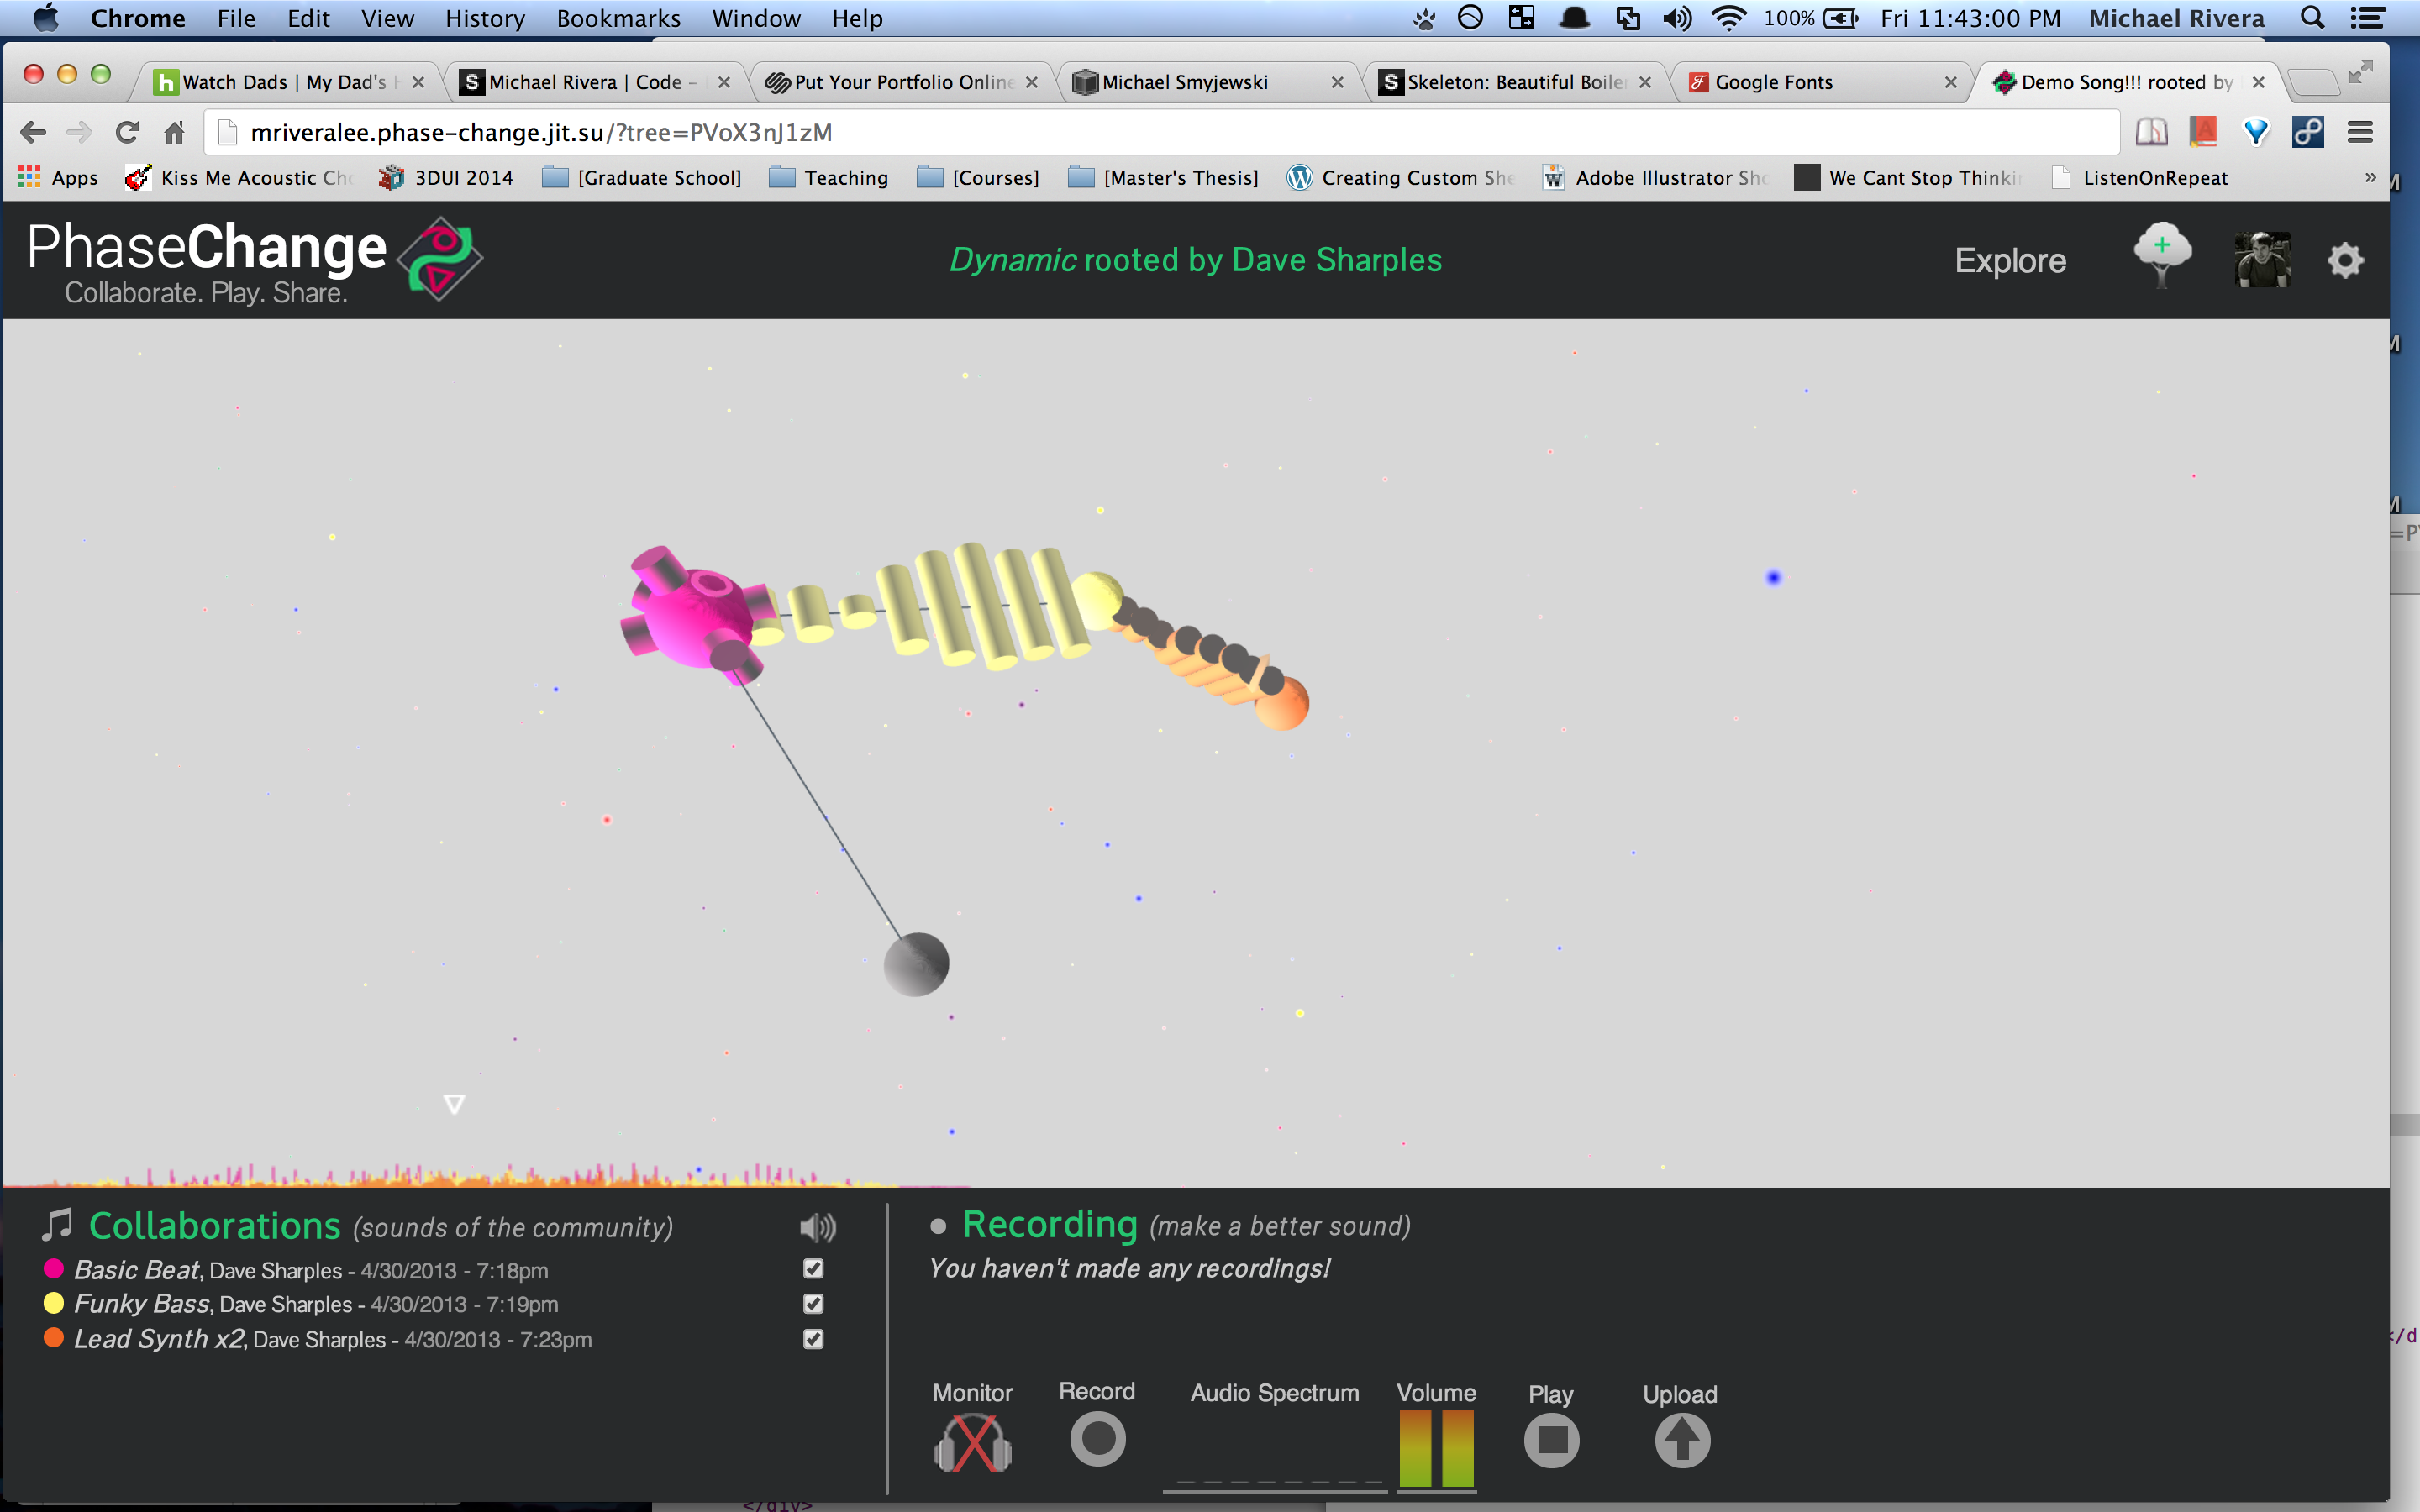 Chrome File Edit View History Bookmarks Window Help 100% Fri 11:43:00 PM Michael Rivera
Watch Dads | My Dad's Michael Rivera | Code – Put Your Portfolio Online Michael Smyjewski Skeleton: Beautiful Boiler Google Fonts Demo Song!!! rooted by
mriveralee.phase-change.jit.su/?tree=PVoX3nJ1zM
Apps Kiss Me Acoustic 3DUI 2014 [Graduate School] Teaching [Courses] [Master's Thesis] Creating Custom Adobe Illustrator We Cant Stop ListenOnRepeat »
PhaseChange
Collaborate. Play. Share.
Dynamic rooted by Dave Sharples
Explore
Collaborations (sounds of the community)
Basic Beat, Dave Sharples - 4/30/2013 - 7:18pm
Funky Bass, Dave Sharples - 4/30/2013 - 7:19pm
Lead Synth x2, Dave Sharples - 4/30/2013 - 7:23pm
Recording (make a better sound)
You haven't made any recordings!
Monitor Record Audio Spectrum Volume Play Upload
</div>